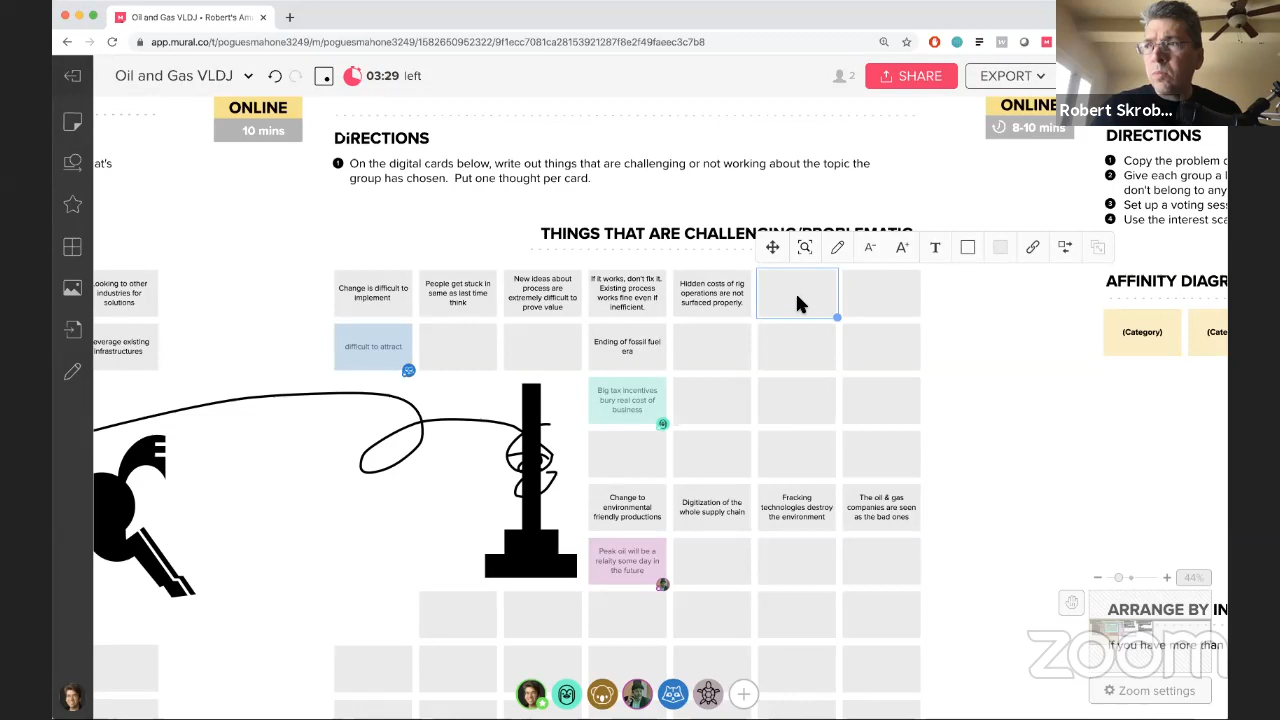 Oil and Gas VLDJ • Robert's Am
app.mural.co/t/poguesmahone3249/m/poguesmahone3249/1582650952322/9f1ecc7081ca28153921287f8e2f49faeec3c7b8
Robert Skrob...
Oil and Gas VLDJ
03:29 left
2
SHARE
EXPORT
ONLINE
10 mins
ONLINE
8-10 mins
DiRECTIONS
1 On the digital cards below, write out things that are challenging or not working about the topic the
group has chosen. Put one thought per card.
at's
DIRECTIONS
1 Copy the problem
2 Give each group a
don't belong to any
3 Set up a voting
4 Use the interest
THINGS THAT ARE CHALLENGING/PROBLEMATIC
A- A+ T
Looking to other
industries for
solutions
Change is difficult to
implement
People get stuck in
same as last time
think
New ideas about
process are
extremely difficult to
prove value
If it works, don't fix it.
Existing process
works fine even if
inefficient.
Hidden costs of rig
operations are not
surfaced properly.
AFFINITY DIAGR
(Category)
(Cate
everage existing
infrastructures
difficult to attract
Ending of fossil fuel
era
Big tax incentives
bury real cost of
business
Change to
environmental
friendly productions
Digitization of the
whole supply chain
Fracking
technologies destroy
the environment
The oil & gas
companies are seen
as the bad ones
Peak oil will be a
relaity some day in
the future
44%
ARRANGE BY IN
If you have more than
zoom
Zoom settings